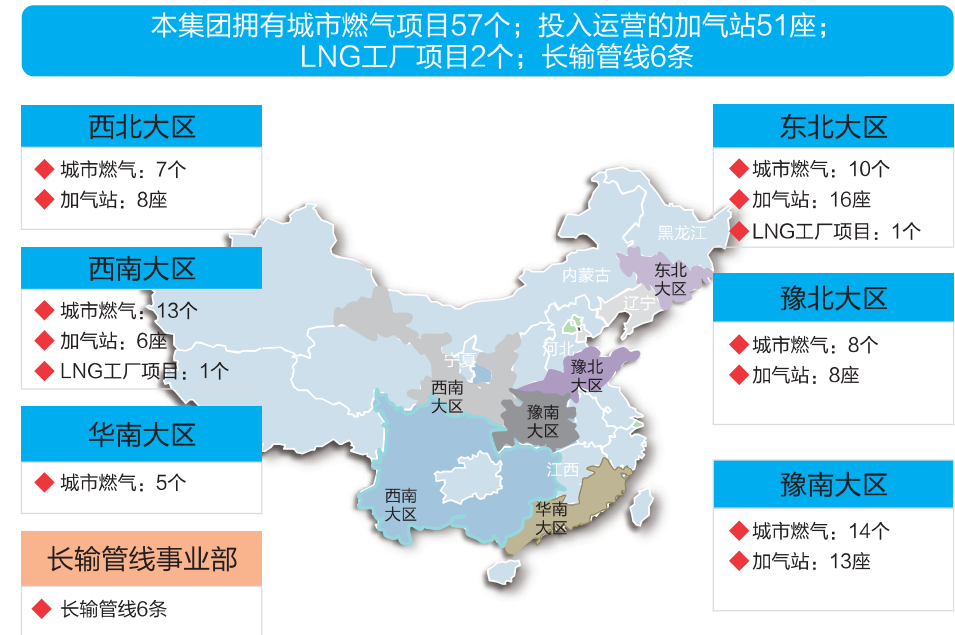 本集团拥有城市燃气项目57个；投入运营的加气站51座；
LNG工厂项目2个；长输管线6条
西北大区
城市燃气：7个
加气站：8座
西南大区
城市燃气：13个
加气站：6座
LNG工厂项目：1个
华南大区
城市燃气：5个
长输管线事业部
长输管线6条
黑龙江
内蒙古
东北
大区
辽宁
河北
宁夏
豫北
大区
西南
大区
豫南
大区
江西
西南
大区
华南
大区
东北大区
城市燃气：10个
加气站：16座
LNG工厂项目：1个
豫北大区
城市燃气：8个
加气站：8座
豫南大区
城市燃气：14个
加气站：13座